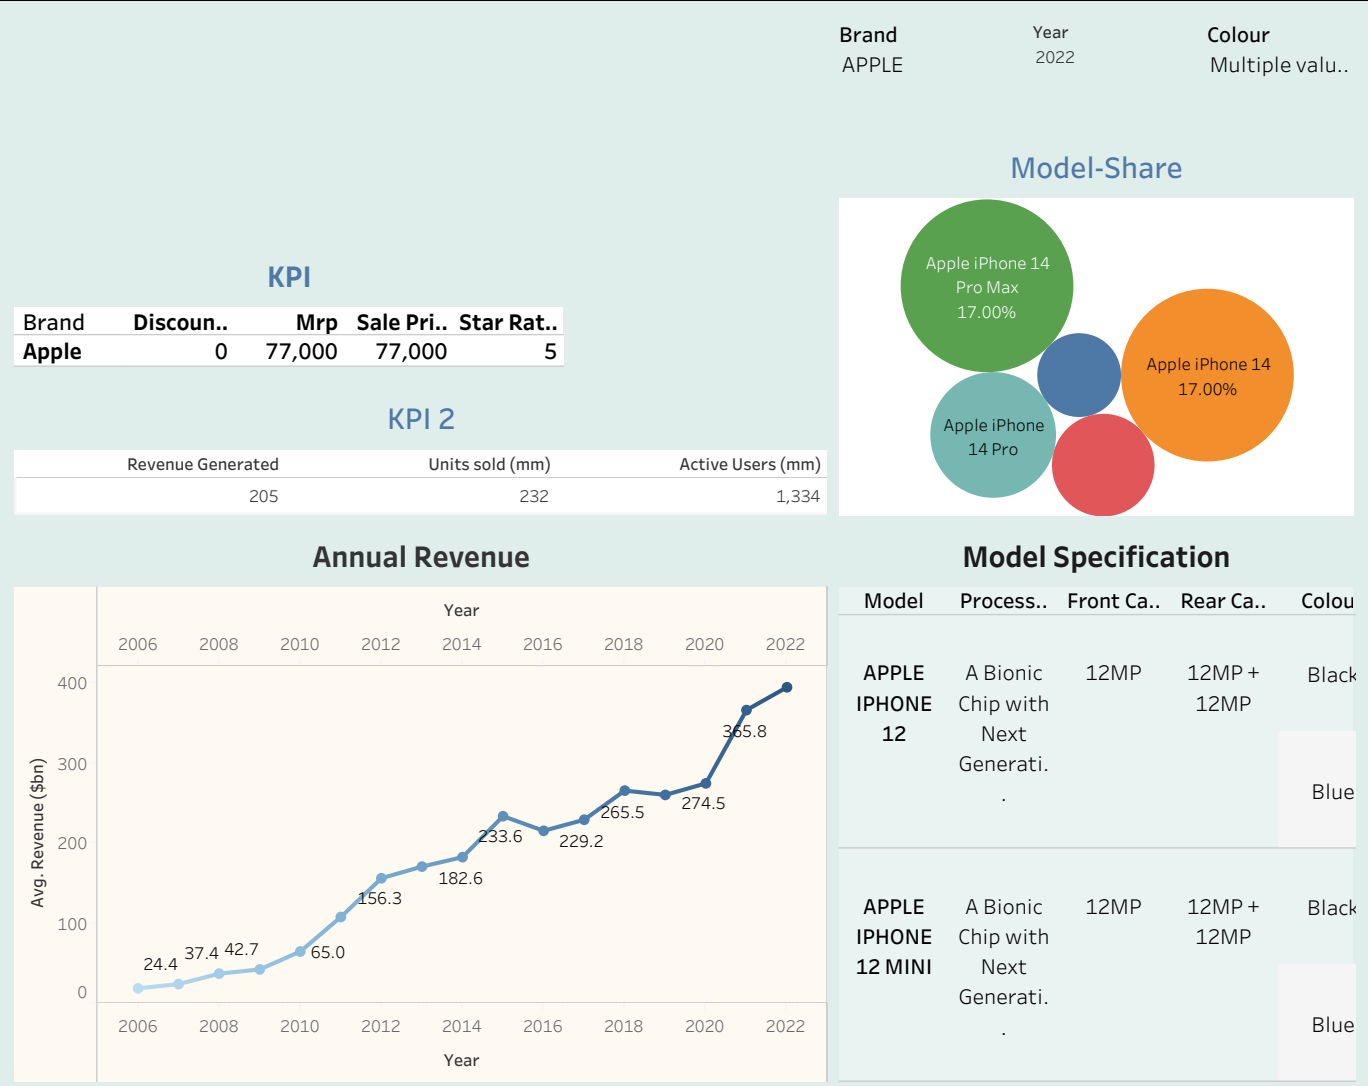 Brand Year Colour
APPLE 2022 Multiple valu..
Model-Share
Apple iPhone 14
Pro Max
17.00%
Apple iPhone 14
17.00%
Apple iPhone
14 Pro
KPI
Brand Discoun.. Mrp Sale Pri.. Star Rat..
Apple 0 77,000 77,000 5
KPI 2
Revenue Generated Units sold (mm) Active Users (mm)
205 232 1,334
Annual Revenue
Year
2006 2008 2010 2012 2014 2016 2018 2020 2022
Avg. Revenue ($bn)
400
300
200
100
0
24.4 37.4 42.7 65.0 156.3 182.6 233.6 229.2 265.5 274.5 365.8
2006 2008 2010 2012 2014 2016 2018 2020 2022
Year
Model Specification
Model Process.. Front Ca.. Rear Ca.. Colou
APPLE A Bionic 12MP 12MP + Black
IPHONE Chip with 12MP
12 Next
Generati.
.
Blue
APPLE A Bionic 12MP 12MP + Black
IPHONE Chip with 12MP
12 MINI Next
Generati.
.
Blue